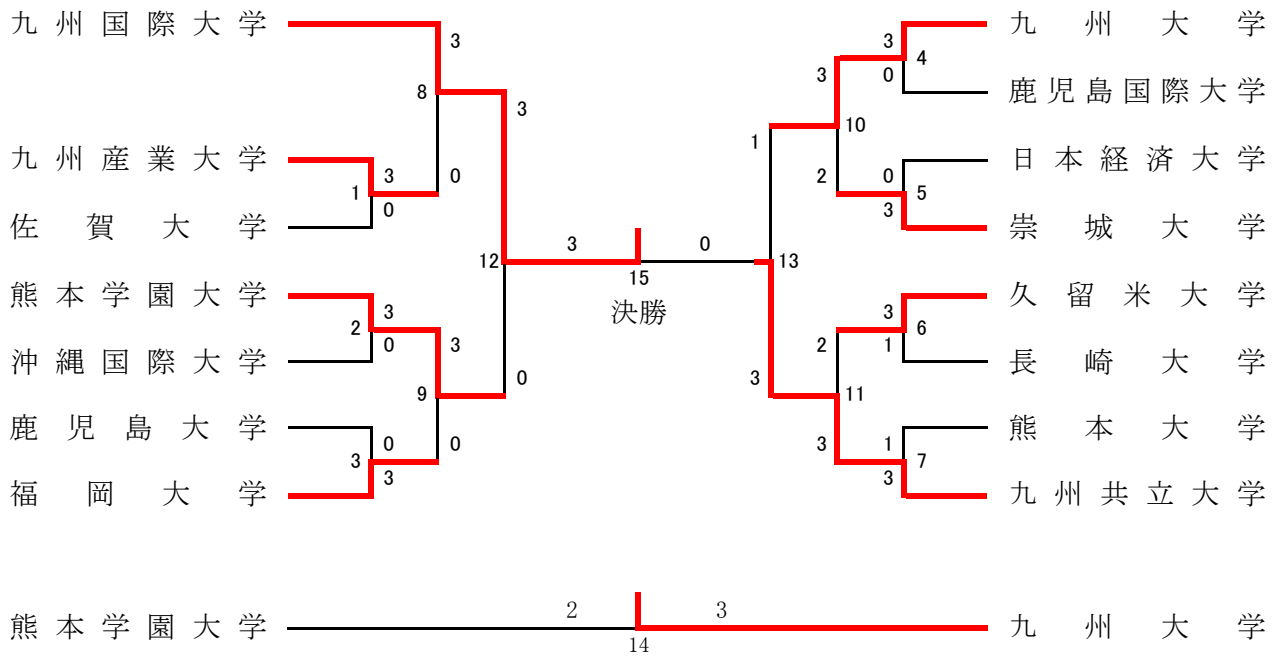 九州国際大学
九州大学
3
3
4
3
0
8
3
鹿児島国際大学
1
10
九州産業大学
3
0
2
0
日本経済大学
1
0
3
5
佐賀大学
崇城大学
12
3
0
13
15
熊本学園大学
3
3
久留米大学
決勝
2
0
3
2
1
6
沖縄国際大学
長崎大学
0
3
9
11
鹿児島大学
0
0
3
1
熊本大学
3
3
3
7
福岡大学
九州共立大学
2
3
熊本学園大学
九州大学
14